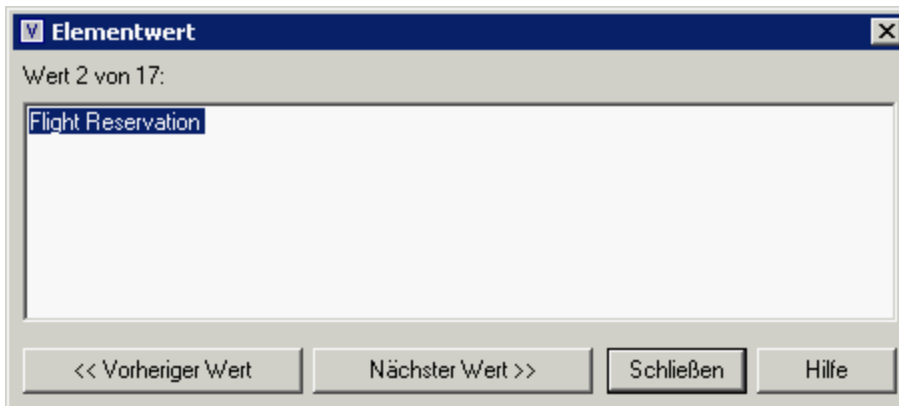 V Elementwert
Wert 2 von 17:
Flight Reservation
<< Vorheriger Wert Nächster Wert >> Schließen Hilfe